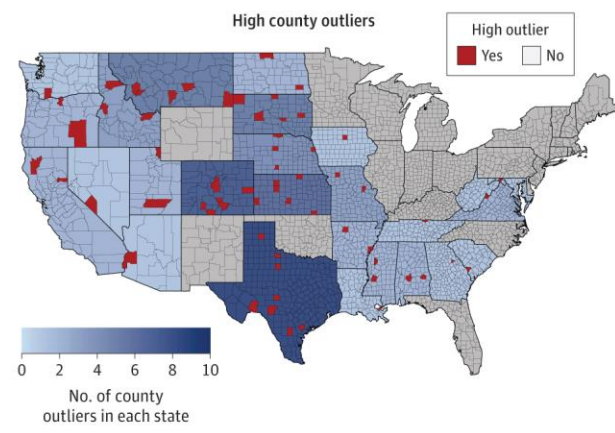 High county outliers
High outlier
Yes No
0 2 4 6 8 10
No. of county
outliers in each state